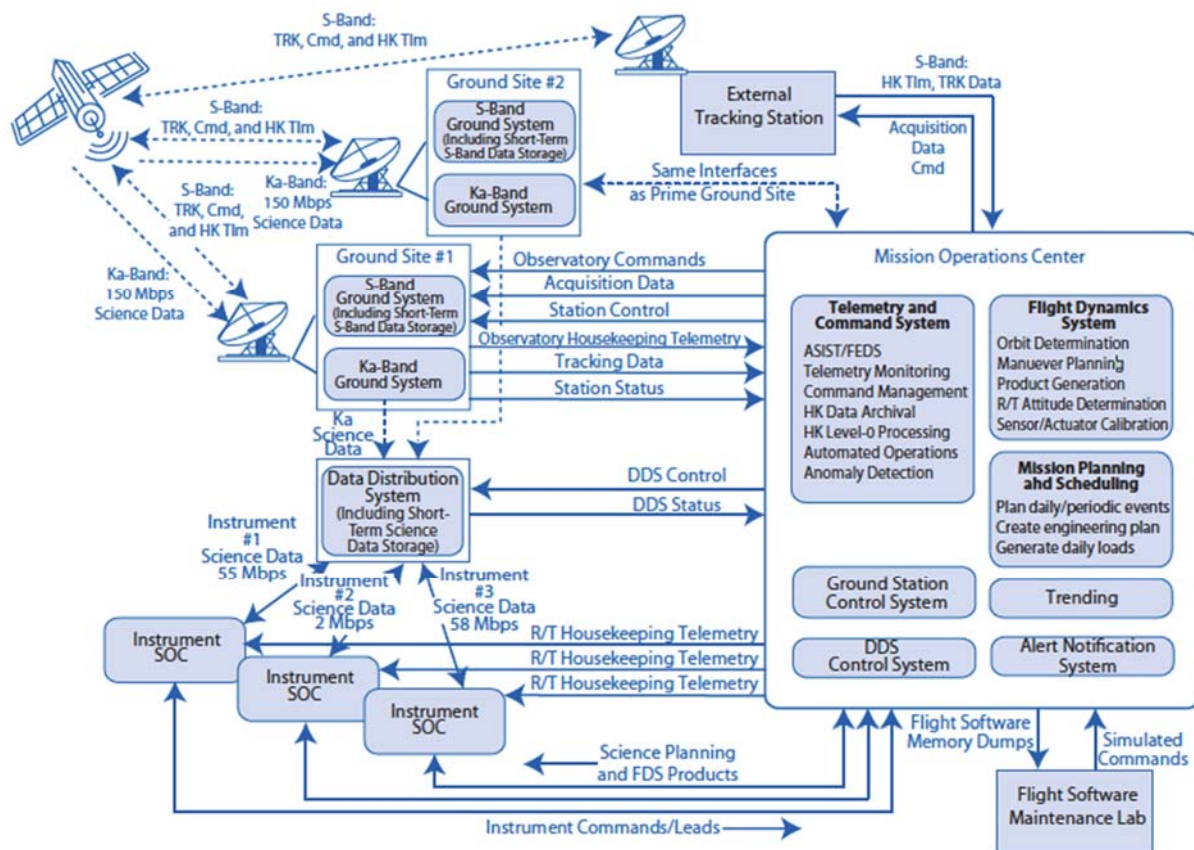 S-Band:
TRK, Cmd, and HK Tlm
S-Band:
TRK, Cmd, and HK Tlm
Ka-Band:
150 Mbps
Science Data
S-Band:
TRK, Cmd,
and HK Tlm
Ka-Band:
150 Mbps
Science Data
Ground Site #2
S-Band
Ground System
(Including Short-Term
S-Band Data Storage)
Ka-Band
Ground System
External
Tracking Station
S-Band:
HK Tlm, TRK Data
Acquisition
Data
Cmd
Same Interfaces
as Prime Ground Site
Ground Site #1
S-Band
Ground System
(Including Short-Term
S-Band Data Storage)
Ka-Band
Ground System
Observatory Commands
Acquisition Data
Station Control
Observatory Housekeeping Telemetry
Tracking Data
Station Status
Ka
Science
Data
Data Distribution
System
(Including Short-
Term Science
Data Storage)
DDS Control
DDS Status
Mission Operations Center
Telemetry and
Command System
ASIST/FEDS
Telemetry Monitoring
Command Management
HK Data Archival
HK Level-0 Processing
Automated Operations
Anomaly Detection
Flight Dynamics
System
Orbit Determination
Manuever Planning
Product Generation
R/T Attitude Determination
Sensor/Actuator Calibration
Mission Planning
and Scheduling
Plan daily/periodic events
Create engineering plan
Generate daily loads
Ground Station
Control System
Trending
DDS
Control System
Alert Notification
System
Instrument
#1
Science Data
55 Mbps
Instrument
#2
Science Data
2 Mbps
Instrument
#3
Science Data
58 Mbps
Instrument
SOC
Instrument
SOC
Instrument
SOC
R/T Housekeeping Telemetry
R/T Housekeeping Telemetry
R/T Housekeeping Telemetry
Science Planning
and FDS Products
Instrument Commands/Leads
Flight Software
Memory Dumps
Simulated
Commands
Flight Software
Maintenance Lab